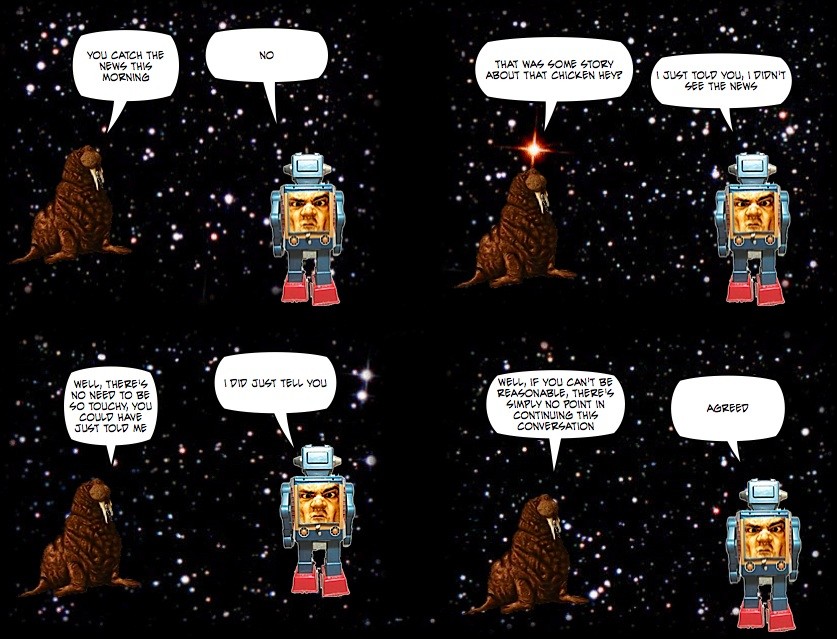 YOU CATCH THE
NEWS THIS
MORNING
NO
THAT WAS SOME STORY
ABOUT THAT CHICKEN HEY?
I JUST TOLD YOU, I DIDN'T
SEE THE NEWS
WELL, THERE'S
NO NEED TO BE
SO TOUCHY, YOU
COULD HAVE
JUST TOLD ME
I DID JUST TELL YOU
WELL, IF YOU CAN'T BE
REASONABLE, THERE'S
SIMPLY NO POINT IN
CONTINUING THIS
CONVERSATION
AGREED